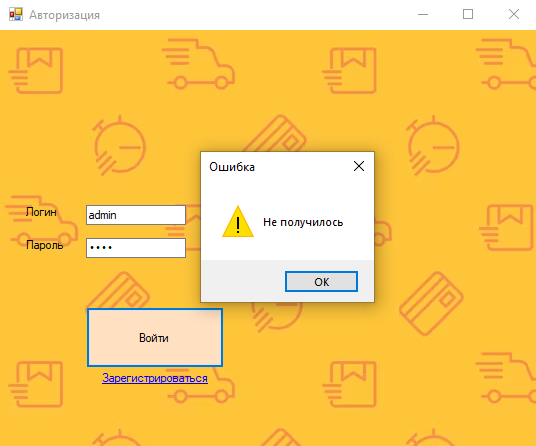 Авторизация
Ошибка
Не получилось
OK
Логин
admin
Пароль
••••
Войти
Зарегистрироваться